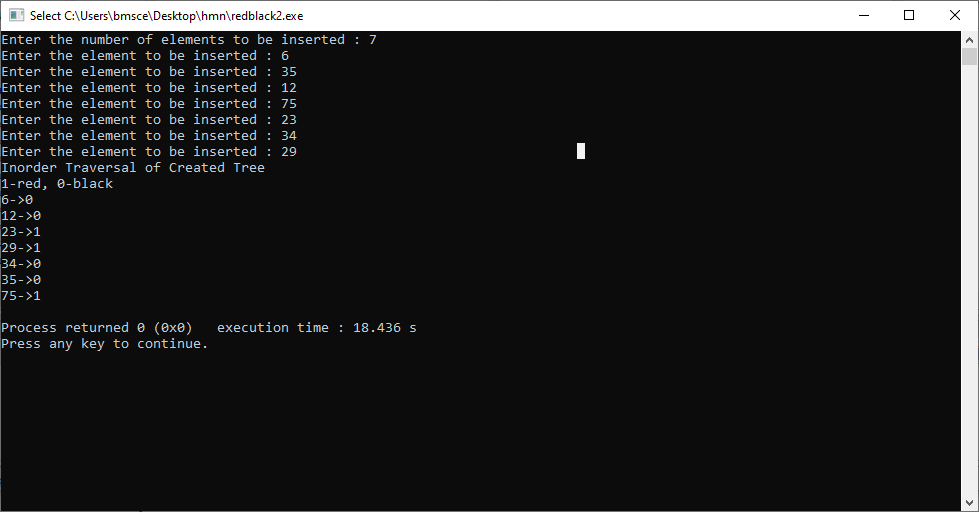 Select C:\Users\bmsce\Desktop\hmn\redblack2.exe
Enter the number of elements to be inserted : 7
Enter the element to be inserted : 6
Enter the element to be inserted : 35
Enter the element to be inserted : 12
Enter the element to be inserted : 75
Enter the element to be inserted : 23
Enter the element to be inserted : 34
Enter the element to be inserted : 29
Inorder Traversal of Created Tree
1-red, 0-black
6->0
12->0
23->1
29->1
34->0
35->0
75->1
Process returned 0 (0x0)   execution time : 18.436 s
Press any key to continue.